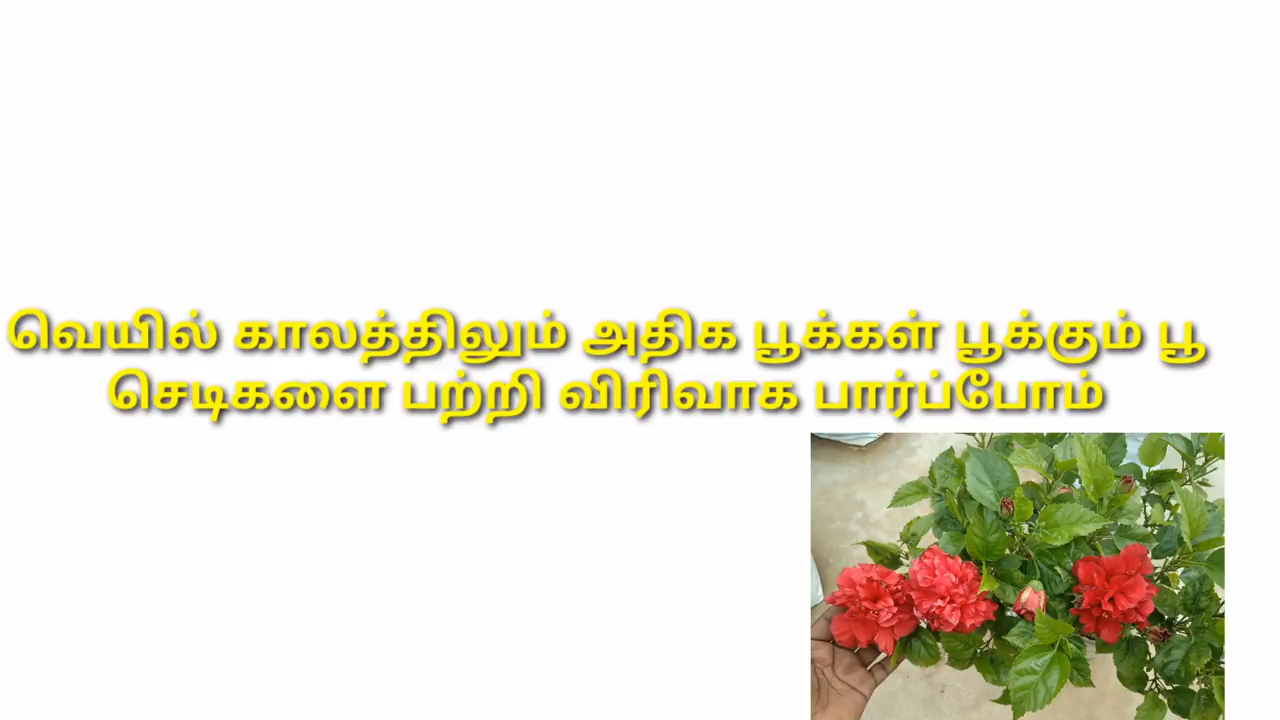 வெயில் காலத்திலும் அதிக பூக்கள் பூக்கும் பூ
செடிகளை பற்றி விரிவாக பார்ப்போம்